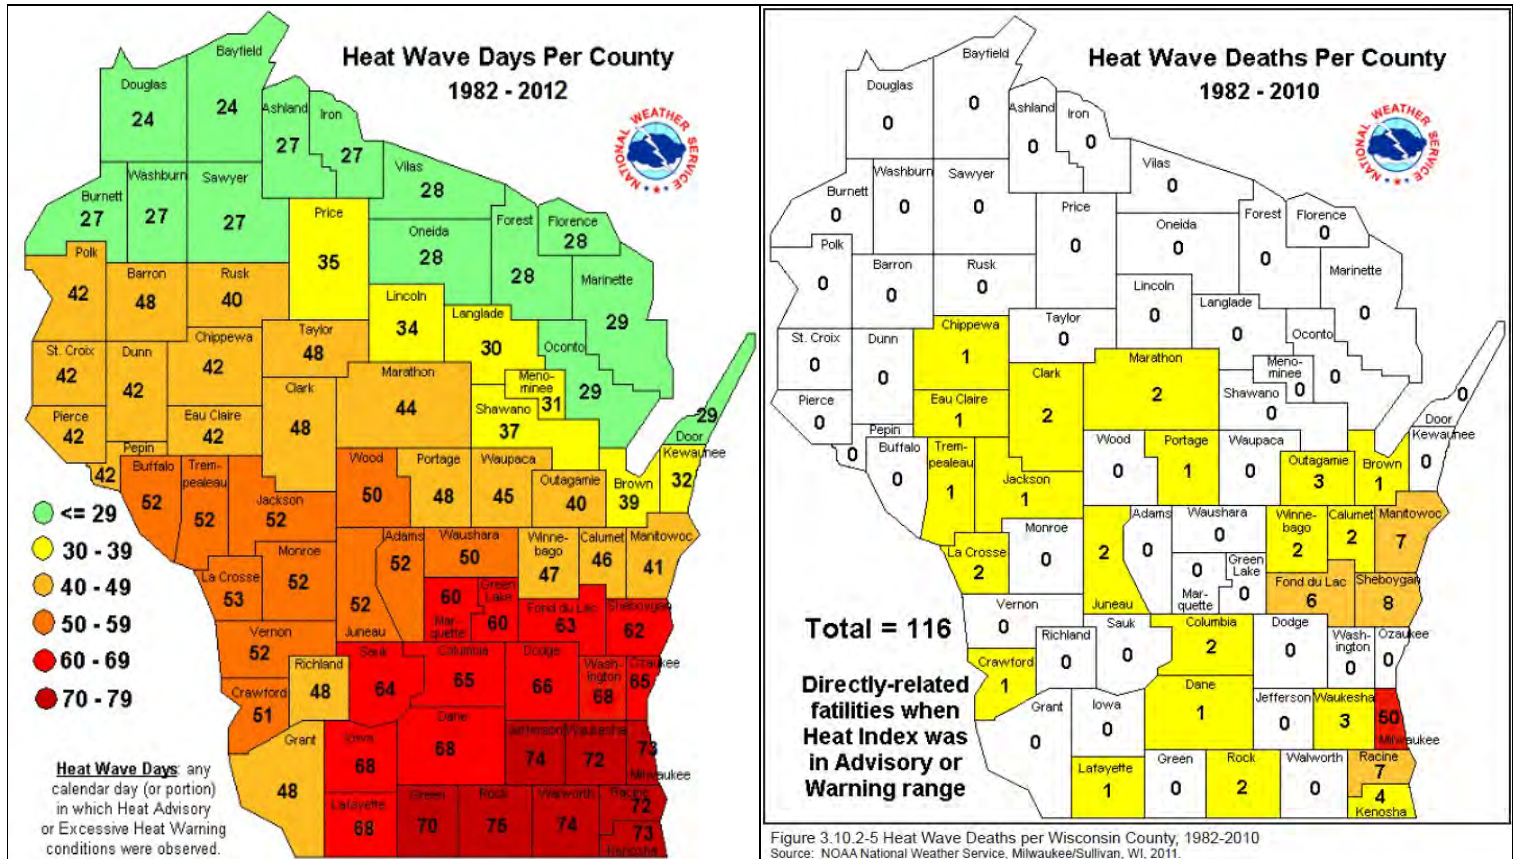 Heat Wave Days Per County
1982 - 2012
NATIONAL WEATHER SERVICE
Bayfield
24
Douglas
24
Ashland
27
Iron
27
Vilas
28
Burnett
27
Washburn
27
Sawyer
27
Price
35
Oneida
28
Forest
28
Florence
28
Marinette
29
Polk
42
Barron
48
Rusk
40
Lincoln
34
Langlade
30
Oconto
29
Chippewa
42
Taylor
48
St. Croix
42
Dunn
42
Clark
48
Marathon
44
Meno-
minee
31
Shawano
37
Pierce
42
Eau Claire
42
Pepin
42
29
Door
Kewaunee
32
Buffalo
52
Trem-
pealeau
52
Jackson
52
Wood
50
Portage
48
Waupaca
45
Outagamie
40
Brown
39
<= 29
30 - 39
40 - 49
50 - 59
60 - 69
70 - 79
La Crosse
53
Monroe
52
52
Juneau
Adams
52
Waushara
50
Winne-
bago
47
Calumet
46
Manitowoc
41
60
Mar-
quette
Green
Lake
60
Fond du Lac
63
Sheboygan
62
Vernon
52
Richland
48
Sauk
64
Columbia
65
Dodge
66
Wash-
ington
68
Ozaukee
65
Crawford
51
Grant
48
Iowa
68
Dane
68
Jefferson
74
Waukesha
72
73
Milwaukee
Lafayette
68
Green
70
Rock
75
Walworth
74
Racine
72
73
Kenosha
Heat Wave Days: any
calendar day (or portion)
in which Heat Advisory
or Excessive Heat Warning
conditions were observed.
Heat Wave Deaths Per County
1982 - 2010
NATIONAL WEATHER SERVICE
Bayfield
0
Douglas
0
Ashland
0
Iron
0
Vilas
0
Burnett
0
Washburn
0
Sawyer
0
Price
0
Oneida
0
Forest
0
Florence
0
Marinette
0
Polk
0
Barron
0
Rusk
0
Lincoln
0
Langlade
0
Oconto
0
Chippewa
1
Taylor
0
St. Croix
0
Dunn
0
Clark
2
Marathon
2
Meno-
minee
0
Shawano
0
Pierce
0
Eau Claire
1
Pepin
0
0
Door
Kewaunee
0
Buffalo
0
Trem-
pealeau
1
Jackson
1
Wood
0
Portage
1
Waupaca
0
Outagamie
3
Brown
1
La Crosse
2
Monroe
0
2
Juneau
Adams
0
Waushara
0
Winne-
bago
2
Calumet
2
Manitowoc
7
0
Mar-
quette
Green
Lake
0
Fond du Lac
6
Sheboygan
8
Vernon
0
Richland
0
Sauk
0
Columbia
2
Dodge
0
Wash-
ington
0
Ozaukee
0
Crawford
1
Grant
0
Iowa
0
Dane
1
Jefferson
0
Waukesha
3
50
Milwaukee
Lafayette
1
Green
0
Rock
2
Walworth
0
Racine
7
4
Kenosha
Total = 116
Directly-related
fatilities when
Heat Index was
in Advisory or
Warning range
Figure 3.10.2-5 Heat Wave Deaths per Wisconsin County, 1982-2010
Source: NOAA National Weather Service, Milwaukee/Sullivan, WI, 2011.